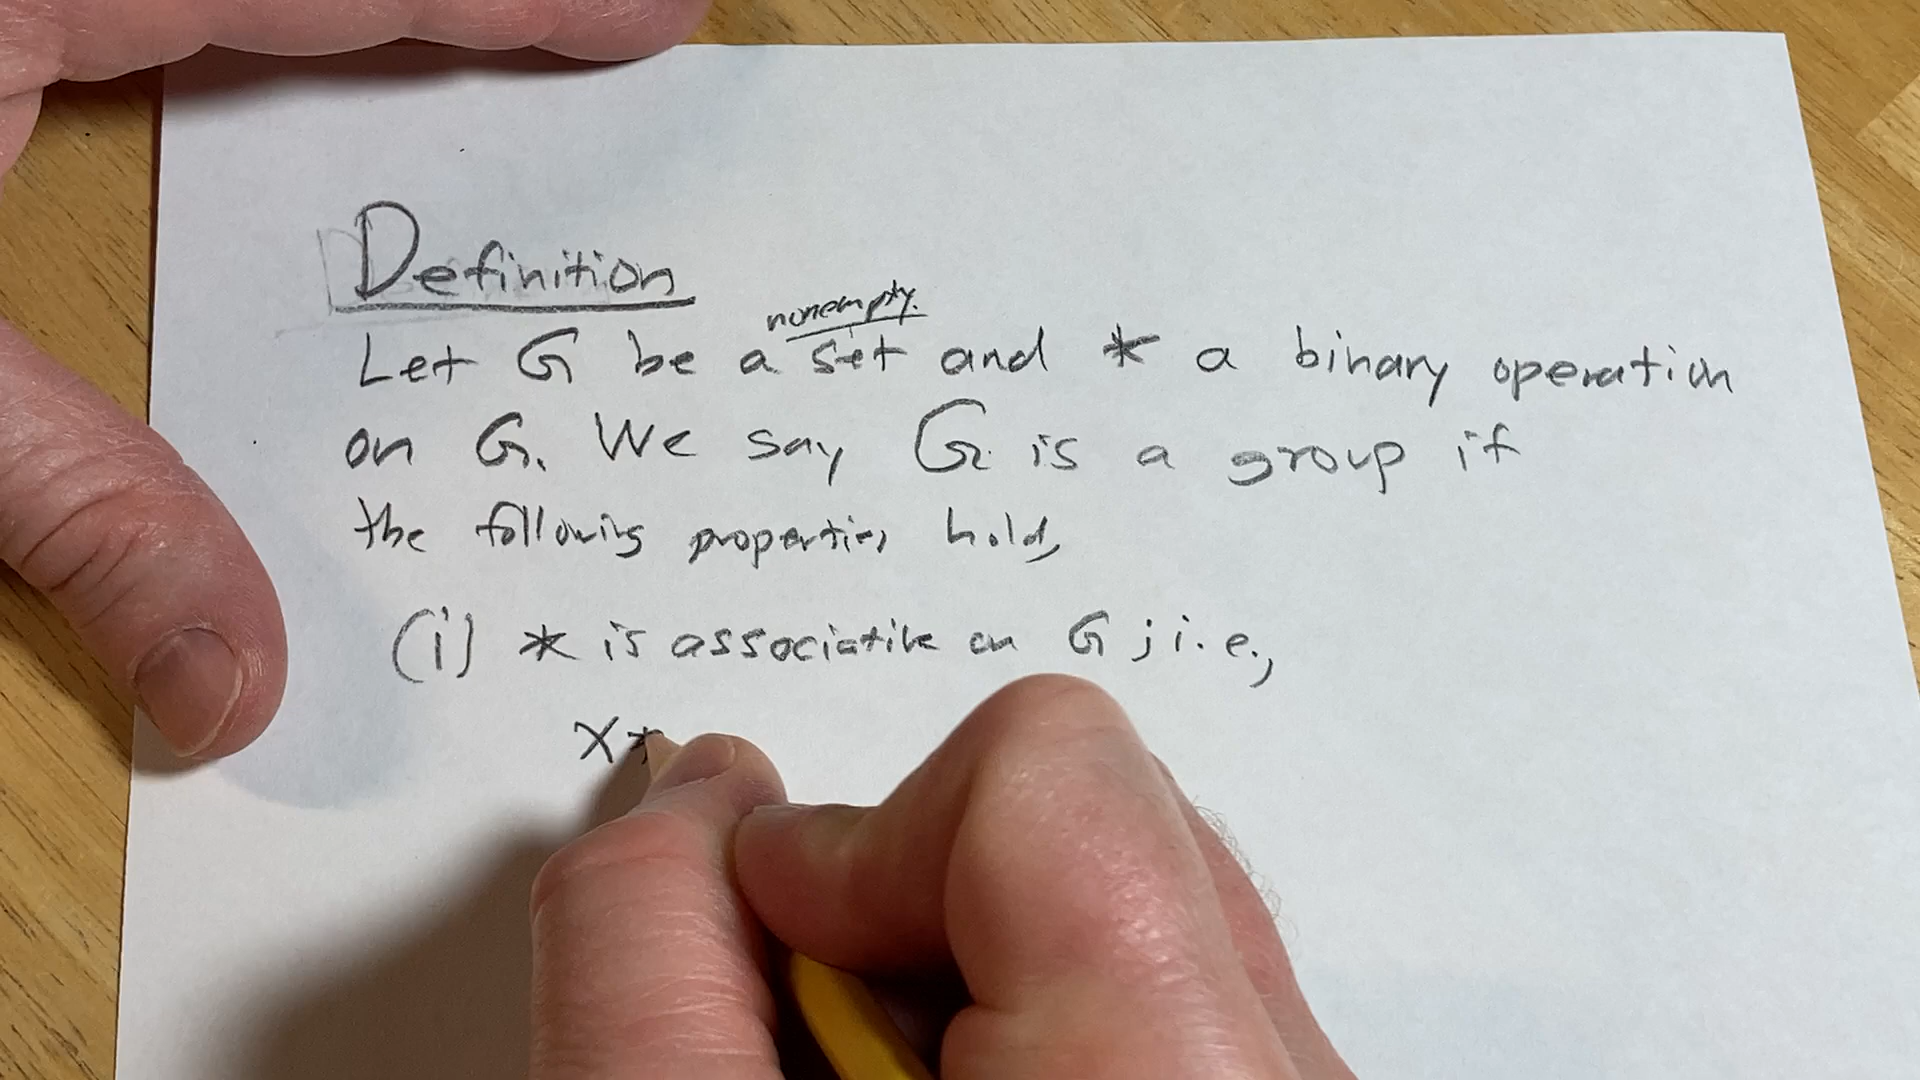 Definition
nonempty.
Let G be a set and * a binary operation
on G. We say G is a group if
the following properties hold,
(i) * is associative on G; i.e.,
x*